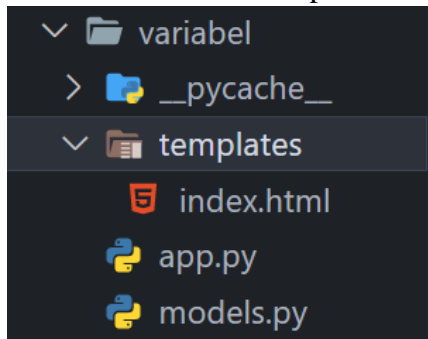 variabel
__pycache__
templates
index.html
app.py
models.py